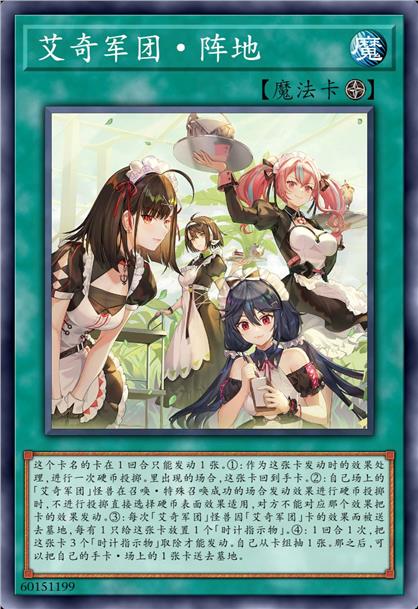 艾奇军团・阵地
魔
【魔法卡】
这个卡名的卡在1回合只能发动1张。①:作为这张卡发动时的效果处
理,进行一次硬币投掷。里出现的场合,这张卡回到手卡。②:自己场上的
「艾奇军团」怪兽在召唤・特殊召唤成功的场合发动效果进行硬币投掷
时,不进行投掷直接选择硬币表面效果适用,对方不能对应那个效果把
卡的效果发动。③:每次「艾奇军团」怪兽因「艾奇军团」卡的效果而被送
去墓地,每有1只给这张卡放置1个「时计指示物」。④:1回合1次,把
这张卡3个「时计指示物」取除才能发动。自己从卡组抽1张。那之后,可
以把自己的手卡・场上的1张卡送去墓地。
60151199